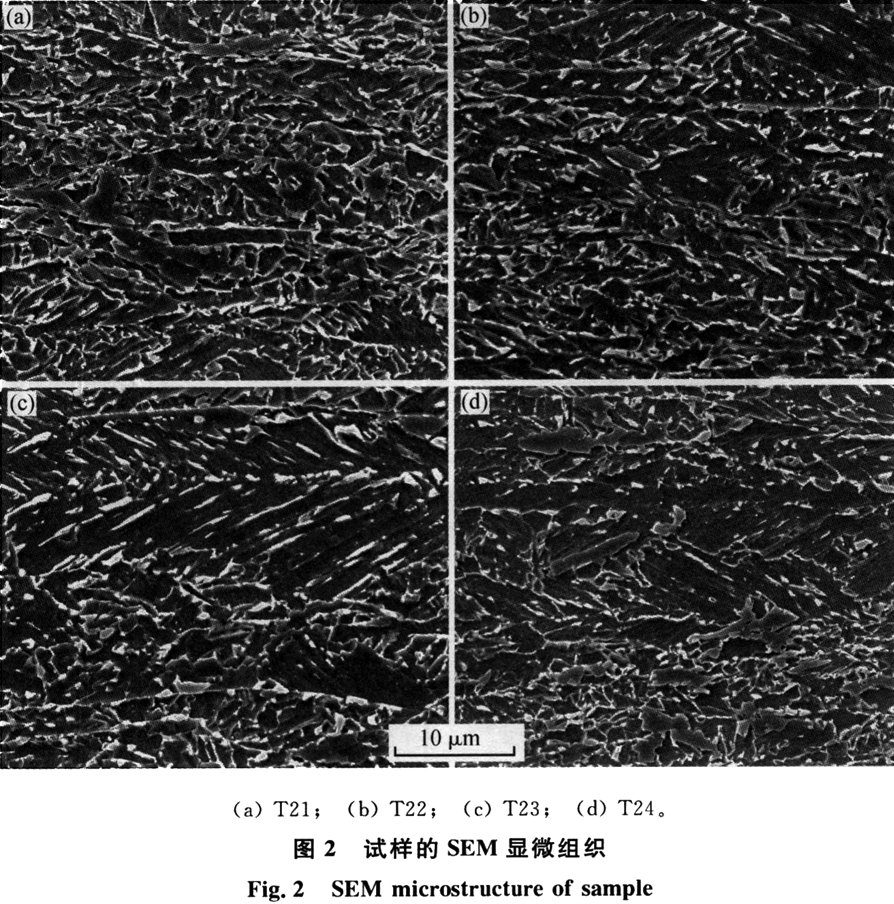 (a)
(b)
(c)
(d)
10 μm
(a) T21； (b) T22； (c) T23； (d) T24。
图 2 试样的 SEM 显微组织
Fig. 2 SEM microstructure of sample